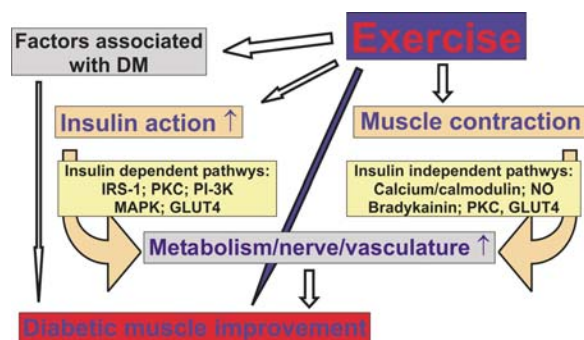 Exercise
Factors associated
with DM
Insulin action ↑
Muscle contraction
Insulin dependent pathwys:
IRS-1; PKC; PI-3K
MAPK; GLUT4
Insulin independent pathwys:
Calcium/calmodulin; NO
Bradykainin; PKC, GLUT4
Metabolism/nerve/vasculature ↑
Diabetic muscle improvement